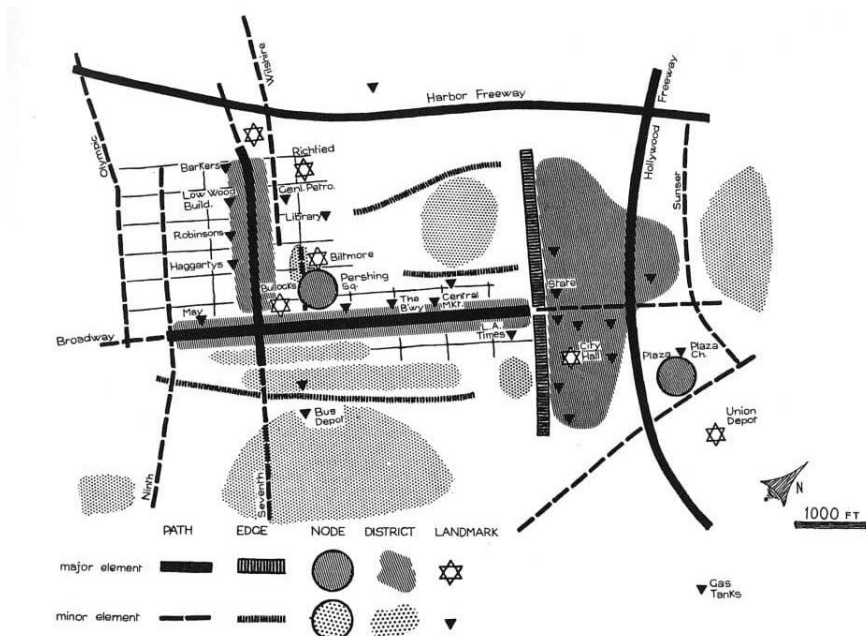 Wilshire
Harbor Freeway
Freeway
Hollywood
Olympic
Sunset
Richfield
Barkers
Genl. Petro.
Low Wood
Build.
Library
Robinsons
Biltmore
Haggartys
Pershing
Sq.
Bullocks
State
May
The
B'wy
Central
Mkt.
Broadway
L.A.
Times
City
Hall
Plaza
Plaza
Ch.
Bus
Depot
Union
Depot
Ninth
Seventh
N
1000 FT
PATH EDGE NODE DISTRICT LANDMARK
major element
minor element
Gas
Tanks